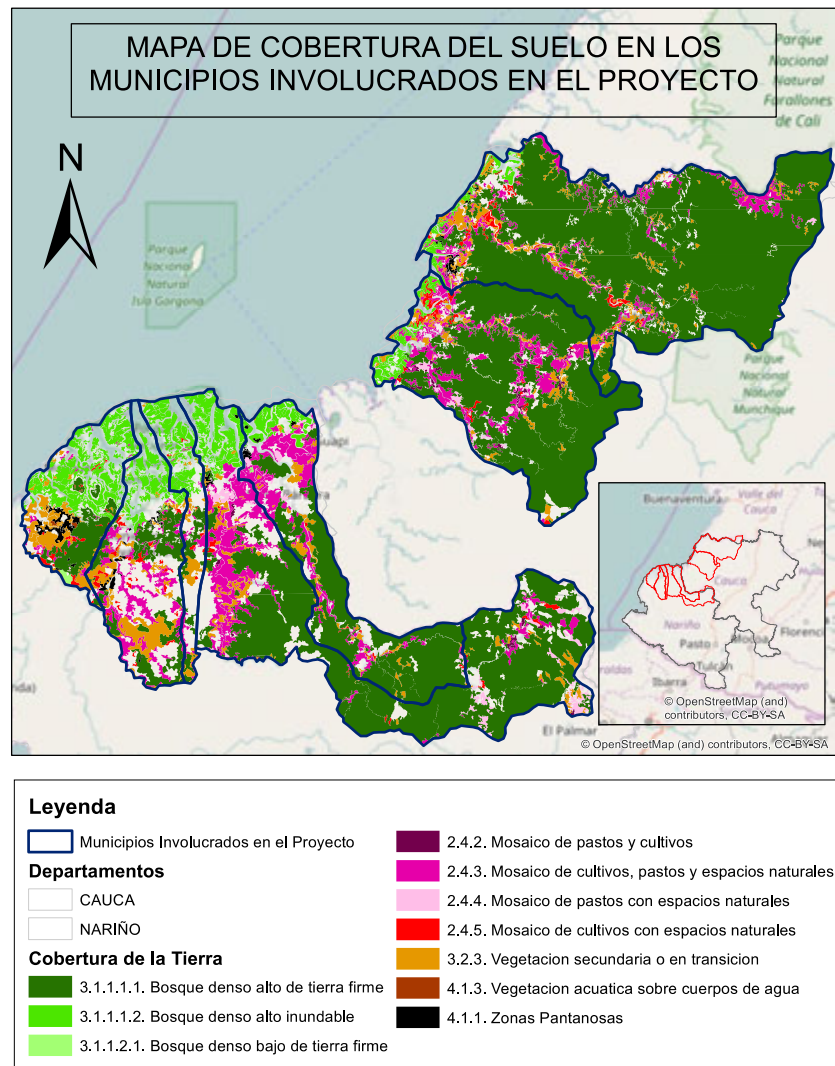 MAPA DE COBERTURA DEL SUELO EN LOS
MUNICIPIOS INVOLUCRADOS EN EL PROYECTO
Parque
Nacional
Natural
Farallones
de Cali
N
Parque
Nacional
Natural
Isla Gorgona
Parque
Nacional
Natural
Munchique
Guapi
El Palmar
Buenaventura
Valle del
Cauca
Cauca
Nariño
Pasto
Mocoa
Florenci
Tulcán
Ibarra
Putumayo
© OpenStreetMap (and)
contributors, CC-BY-SA
© OpenStreetMap (and) contributors, CC-BY-SA
Leyenda
Municipios Involucrados en el Proyecto
Departamentos
CAUCA
NARIÑO
Cobertura de la Tierra
3.1.1.1.1. Bosque denso alto de tierra firme
3.1.1.1.2. Bosque denso alto inundable
3.1.1.2.1. Bosque denso bajo de tierra firme
2.4.2. Mosaico de pastos y cultivos
2.4.3. Mosaico de cultivos, pastos y espacios naturales
2.4.4. Mosaico de pastos con espacios naturales
2.4.5. Mosaico de cultivos con espacios naturales
3.2.3. Vegetacion secundaria o en transicion
4.1.3. Vegetacion acuatica sobre cuerpos de agua
4.1.1. Zonas Pantanosas